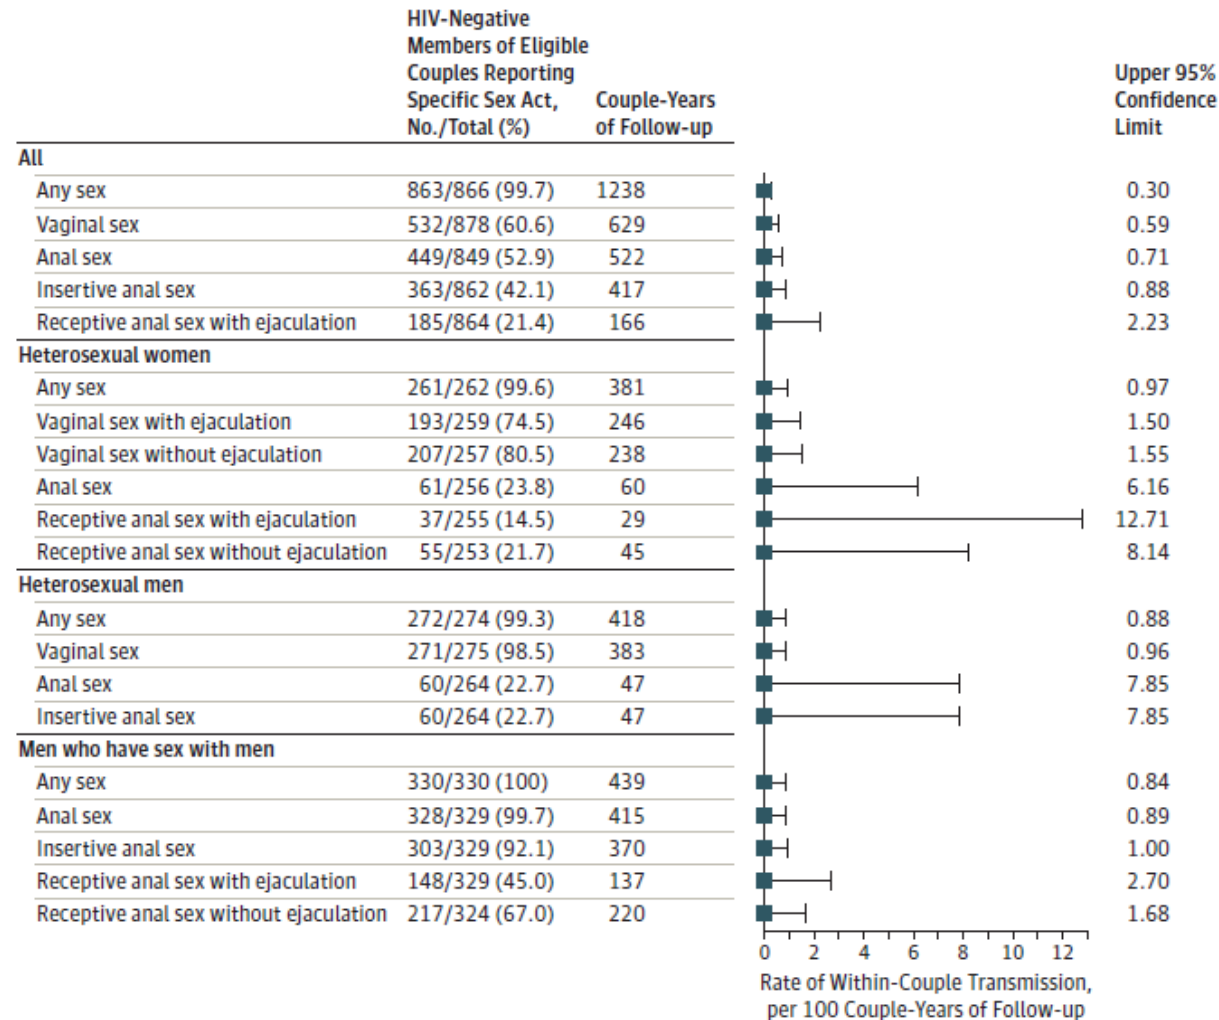 HIV-Negative
Members of Eligible
Couples Reporting
Specific Sex Act,
No./Total (%)
Couple-Years
of Follow-up
Upper 95%
Confidence
Limit
All
Any sex 863/866 (99.7) 1238 0.30
Vaginal sex 532/878 (60.6) 629 0.59
Anal sex 449/849 (52.9) 522 0.71
Insertive anal sex 363/862 (42.1) 417 0.88
Receptive anal sex with ejaculation 185/864 (21.4) 166 2.23
Heterosexual women
Any sex 261/262 (99.6) 381 0.97
Vaginal sex with ejaculation 193/259 (74.5) 246 1.50
Vaginal sex without ejaculation 207/257 (80.5) 238 1.55
Anal sex 61/256 (23.8) 60 6.16
Receptive anal sex with ejaculation 37/255 (14.5) 29 12.71
Receptive anal sex without ejaculation 55/253 (21.7) 45 8.14
Heterosexual men
Any sex 272/274 (99.3) 418 0.88
Vaginal sex 271/275 (98.5) 383 0.96
Anal sex 60/264 (22.7) 47 7.85
Insertive anal sex 60/264 (22.7) 47 7.85
Men who have sex with men
Any sex 330/330 (100) 439 0.84
Anal sex 328/329 (99.7) 415 0.89
Insertive anal sex 303/329 (92.1) 370 1.00
Receptive anal sex with ejaculation 148/329 (45.0) 137 2.70
Receptive anal sex without ejaculation 217/324 (67.0) 220 1.68
0 2 4 6 8 10 12
Rate of Within-Couple Transmission,
per 100 Couple-Years of Follow-up